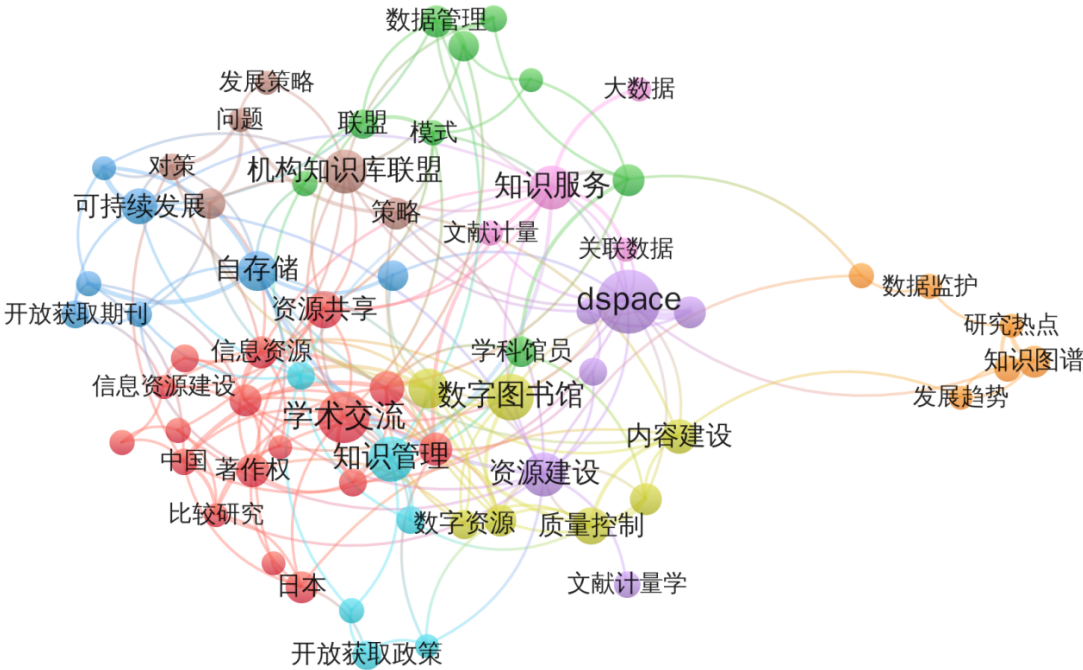 数据管理
发展策略
大数据
问题
联盟
模式
对策
机构知识库联盟
知识服务
可持续发展
策略
文献计量
关联数据
自存储
数据监护
dspace
资源共享
开放获取期刊
研究热点
信息资源
学科馆员
知识图谱
信息资源建设
数字图书馆
发展趋势
学术交流
内容建设
知识管理
中国
著作权
资源建设
比较研究
数字资源
质量控制
日本
文献计量学
开放获取政策